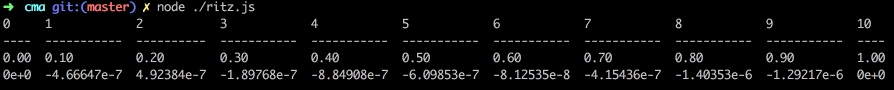 ➜ cma git:(master) ✗ node ./ritz.js
0 1 2 3 4 5 6 7 8 9 10
---- ----------- ---------- ----------- ----------- ----------- ----------- ----------- ----------- ----------- ----
0.00 0.10 0.20 0.30 0.40 0.50 0.60 0.70 0.80 0.90 1.00
0e+0 -4.66647e-7 4.92384e-7 -1.89768e-7 -8.84908e-7 -6.09853e-7 -8.12535e-8 -4.15436e-7 -1.40353e-6 -1.29217e-6 0e+0